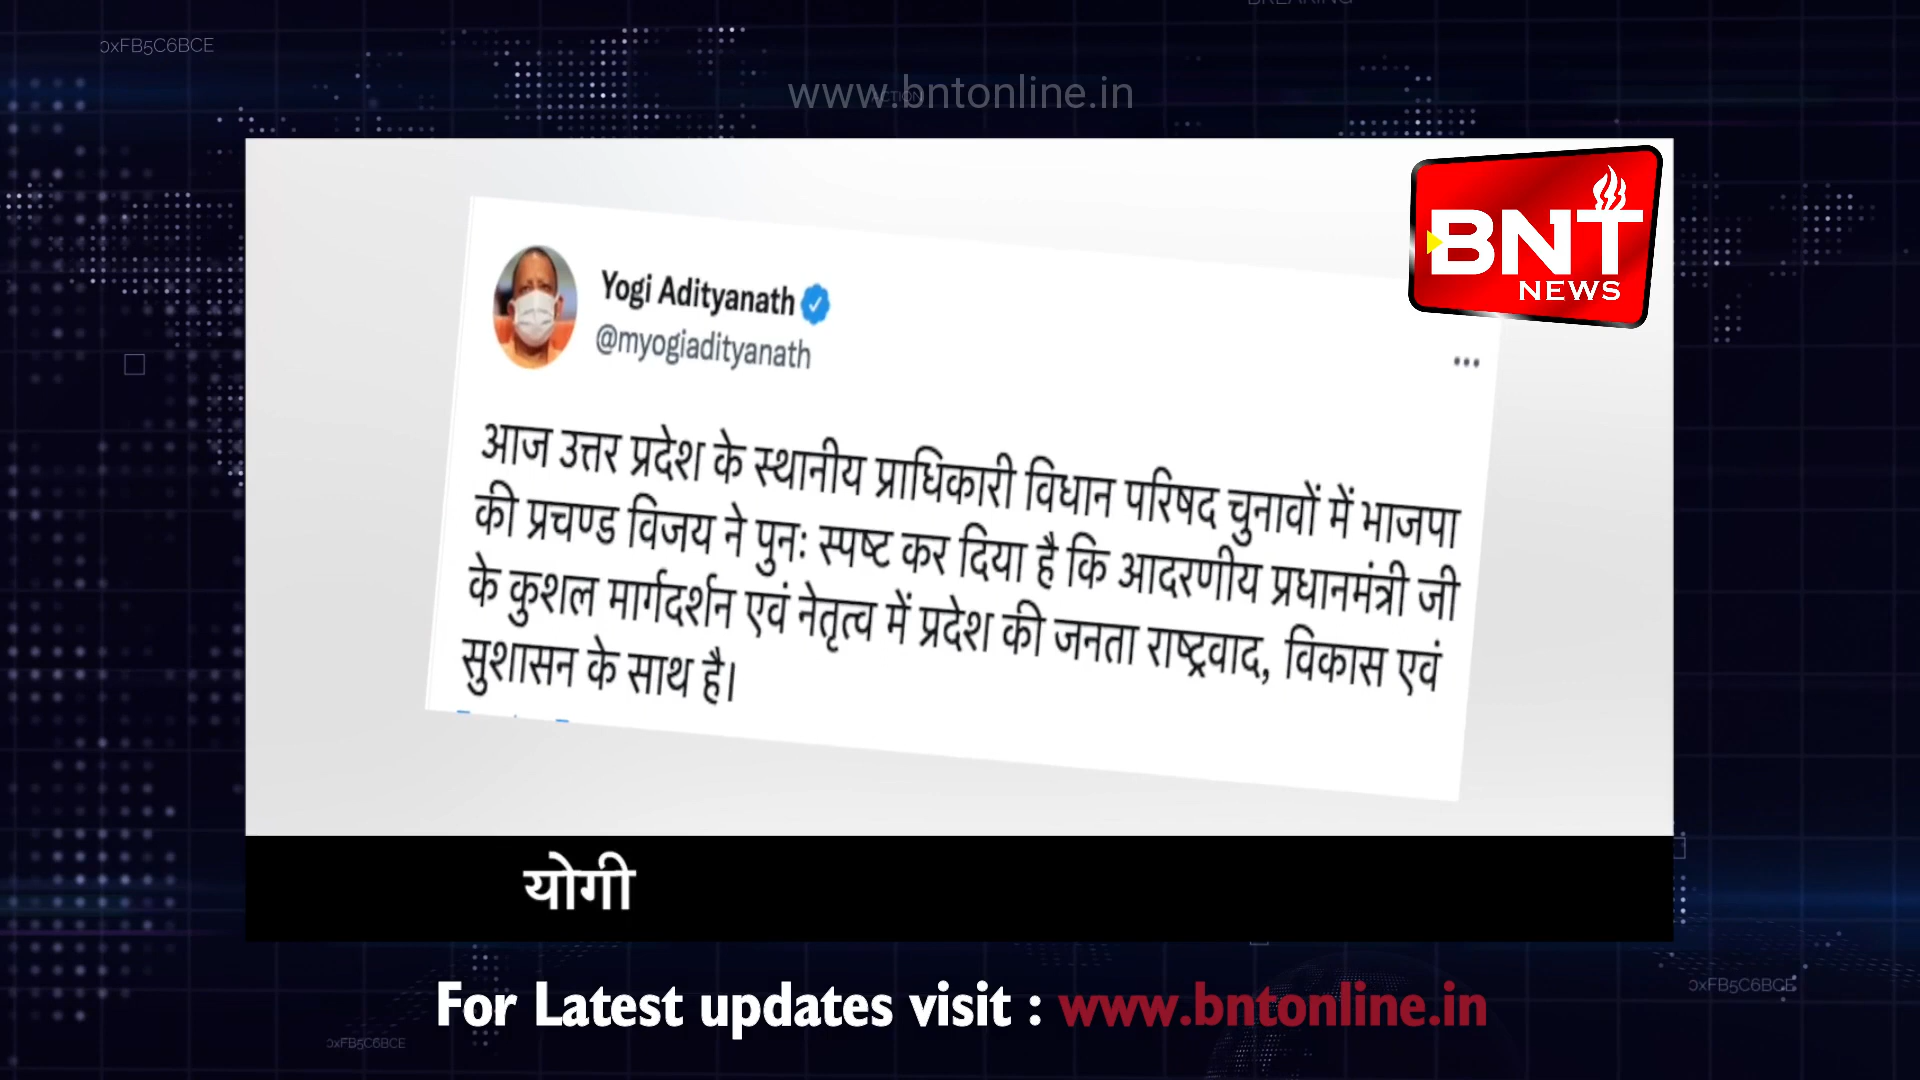 BREAKING
0xFB5C6BCE
www.bntonline.in
ACTION
BNT
NEWS
Yogi Adityanath
@myogiadityanath
आज उत्तर प्रदेश के स्थानीय प्राधिकारी विधान परिषद चुनावों में भाजपा
की प्रचण्ड विजय ने पुनः स्पष्ट कर दिया है कि आदरणीय प्रधानमंत्री जी
के कुशल मार्गदर्शन एवं नेतृत्व में प्रदेश की जनता राष्ट्रवाद, विकास एवं
सुशासन के साथ है।
योगी
For Latest updates visit : www.bntonline.in
0xFB5C6BCE
0xFB5C6BCE